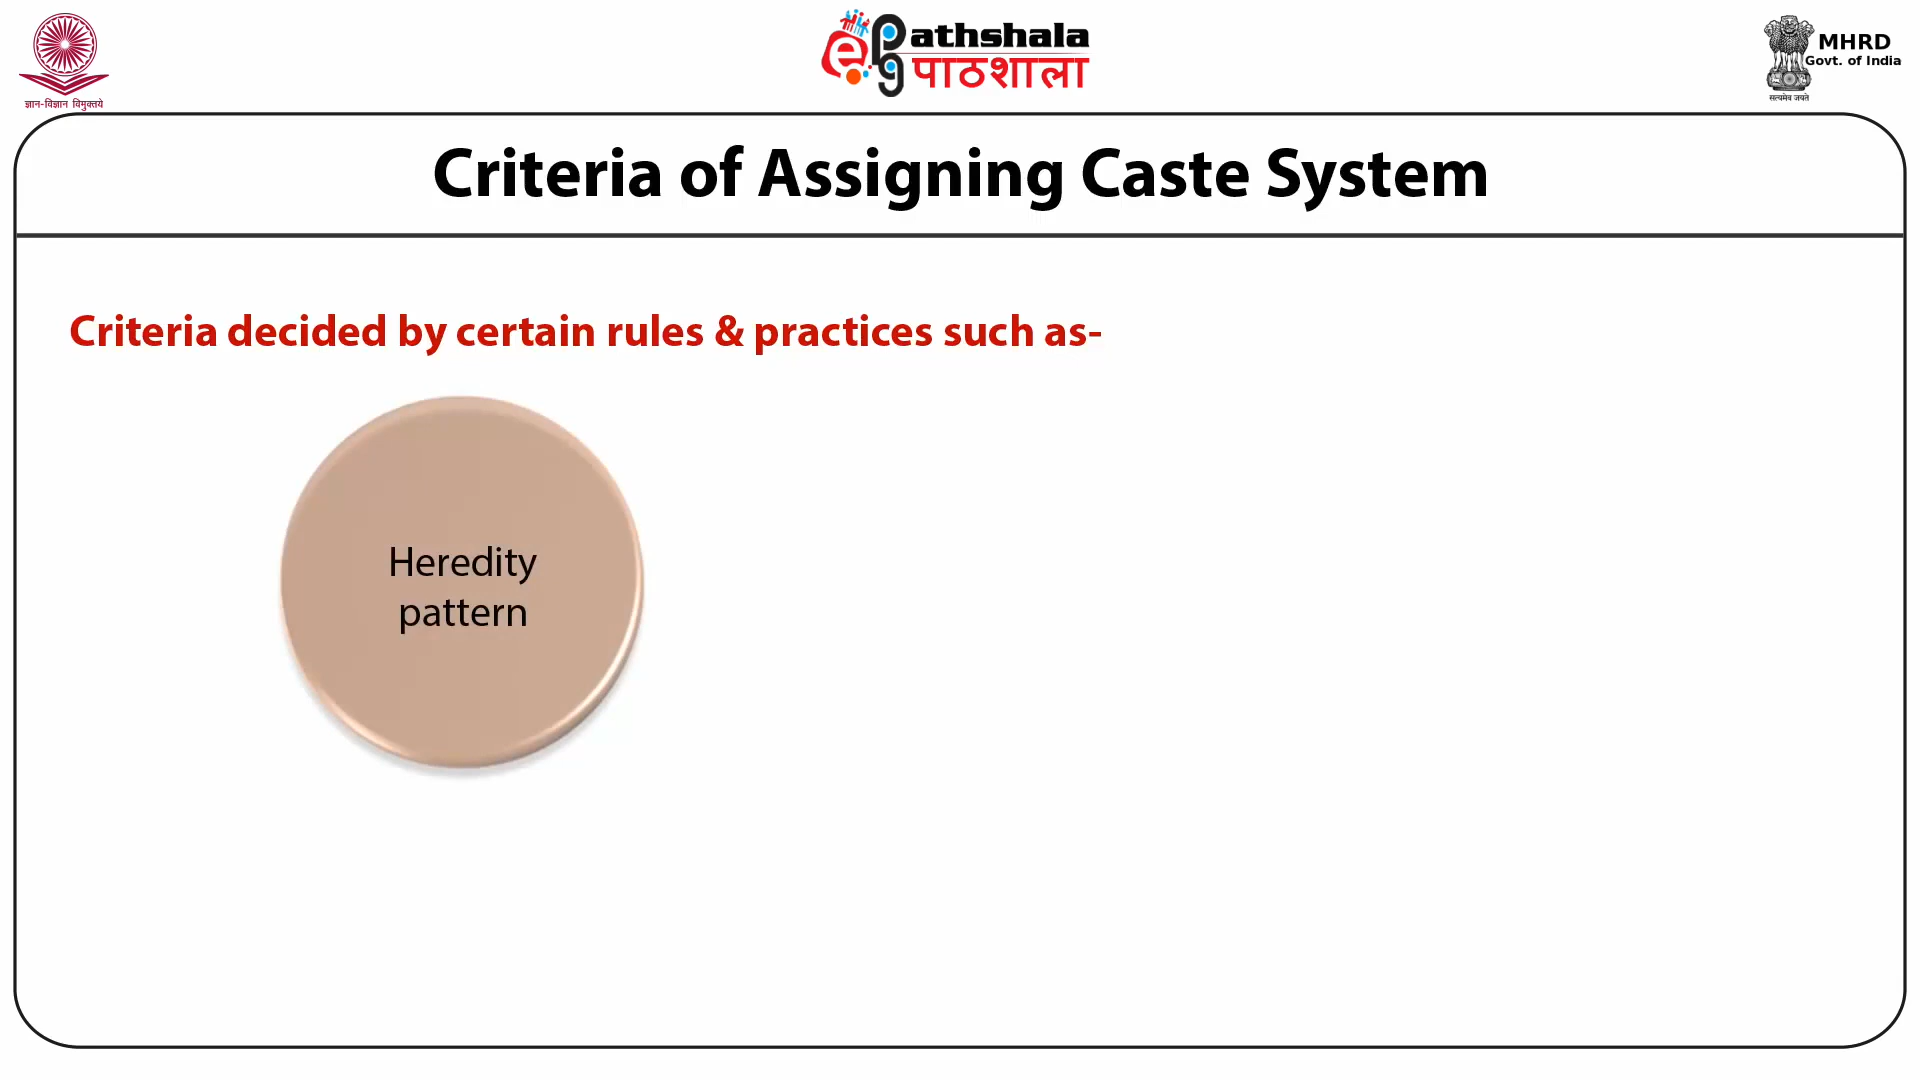 ज्ञान-विज्ञान विमुक्तये
e Pg athshala
पाठशाला
MHRD
Govt. of India
सत्यमेव जयते
Criteria of Assigning Caste System
Criteria decided by certain rules & practices such as-
Heredity
pattern